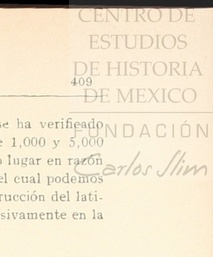 CENTRO DE
ESTUDIOS
DE HISTORIA
DE MEXICO
FUNDACIÓN
Carlos Slim
409
se ha verificado
e 1,000 y 5,000
lugar en razón
el cual podemos
rucción del lati-
sivamente en la